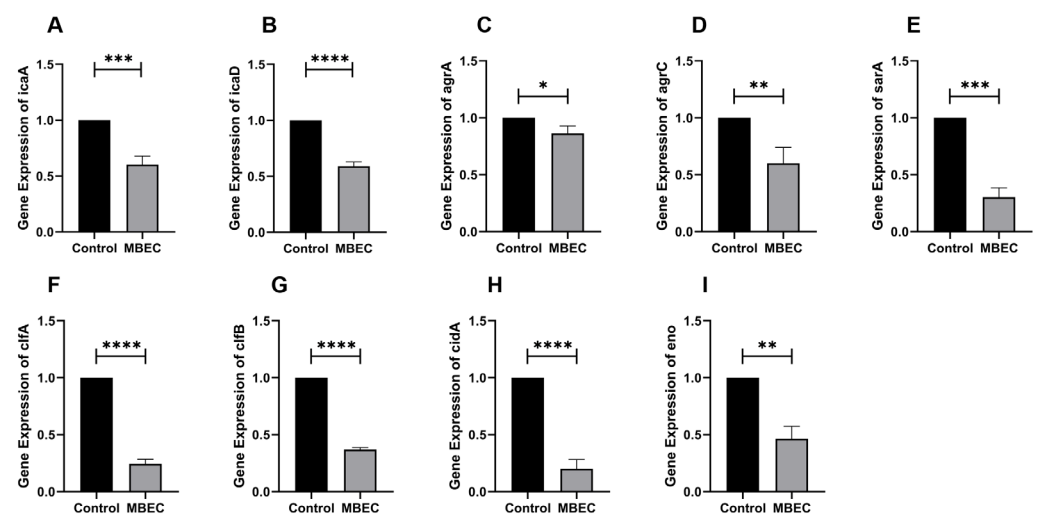 A
B
C
D
E
Gene Expression of icaA
1.5
1.0
0.5
0.0
***
Control MBEC
Gene Expression of icaD
1.5
1.0
0.5
0.0
****
Control MBEC
Gene Expression of agrA
1.5
1.0
0.5
0.0
*
Control MBEC
Gene Expression of agrC
1.5
1.0
0.5
0.0
**
Control MBEC
Gene Expression of sarA
1.5
1.0
0.5
0.0
***
Control MBEC
F
G
H
I
Gene Expression of clfA
1.5
1.0
0.5
0.0
****
Control MBEC
Gene Expression of clfB
1.5
1.0
0.5
0.0
****
Control MBEC
Gene Expression of cidA
1.5
1.0
0.5
0.0
****
Control MBEC
Gene Expression of eno
1.5
1.0
0.5
0.0
**
Control MBEC